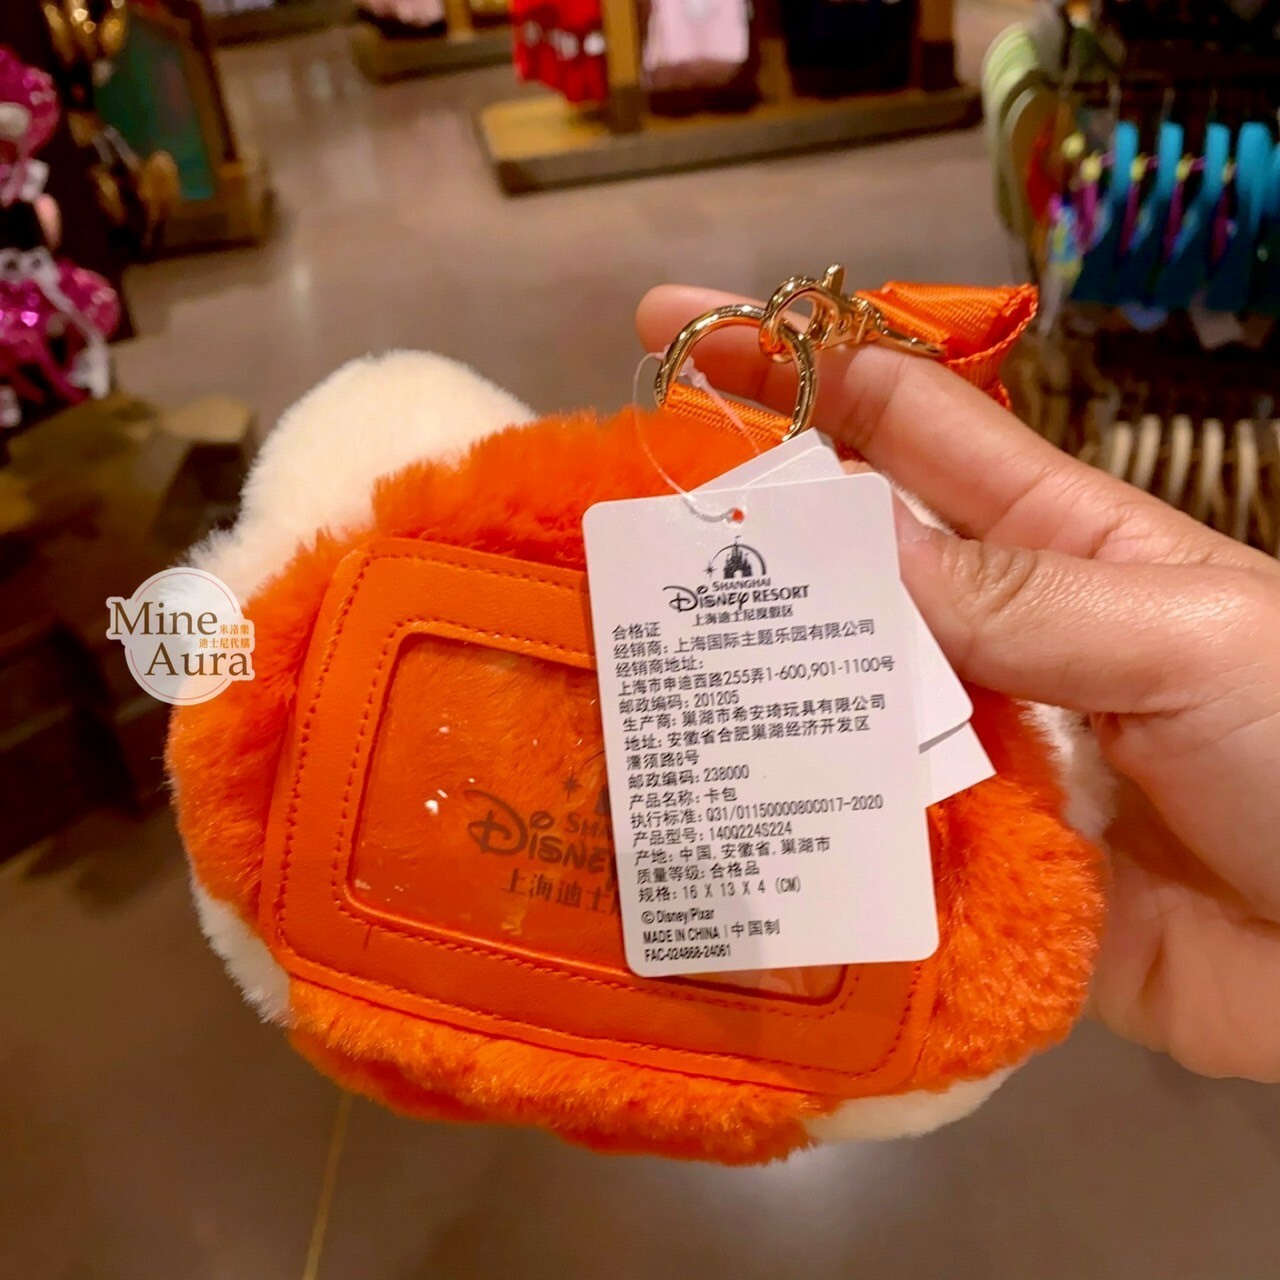 Mine
米洛樂
迪士尼代購
Aura
SHANGHAI
Disney RESORT
上海迪士尼度假区
合格证
经销商: 上海国际主题乐园有限公司
经销商地址:
上海市申迪西路255弄1-600,901-1100号
邮政编码: 201205
生产商: 巢湖市希安琦玩具有限公司
地址: 安徽省合肥巢湖经济开发区
濡须路8号
邮政编码: 238000
产品名称: 卡包
执行标准: Q31/0115000080C017-2020
产品型号: 140Q224S224
产地: 中国, 安徽省, 巢湖市
质量等级: 合格品
规格: 16 X 13 X 4 (CM)
© Disney/Pixar
MADE IN CHINA | 中国制
FAC-024868-24061
SHA
DISNE
上海迪士